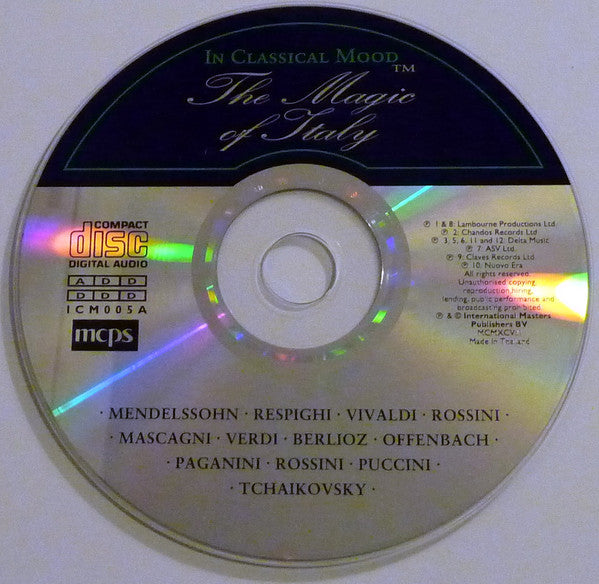 IN CLASSICAL MOOD™
The Magic
of Italy
COMPACT
disc
DIGITAL AUDIO
A D D
D D D
ICM005A
mcps
℗ 1 & 8: Lambourne Productions Ltd.
℗ 2: Chandos Records Ltd.
℗ 3, 5, 6, 11 and 12: Delta Music
℗ 7: ASV Ltd.
℗ 9: Claves Records Ltd.
℗ 10: Nuovo Era
All rights reserved.
Unauthorised copying,
reproduction, hiring,
lending, public performance and
broadcasting prohibited.
℗ & © International Masters
Publishers BV
Made in Thailand
· MENDELSSOHN · RESPIGHI · VIVALDI · ROSSINI ·
· MASCAGNI · VERDI · BERLIOZ · OFFENBACH ·
· PAGANINI · ROSSINI · PUCCINI ·
· TCHAIKOVSKY ·